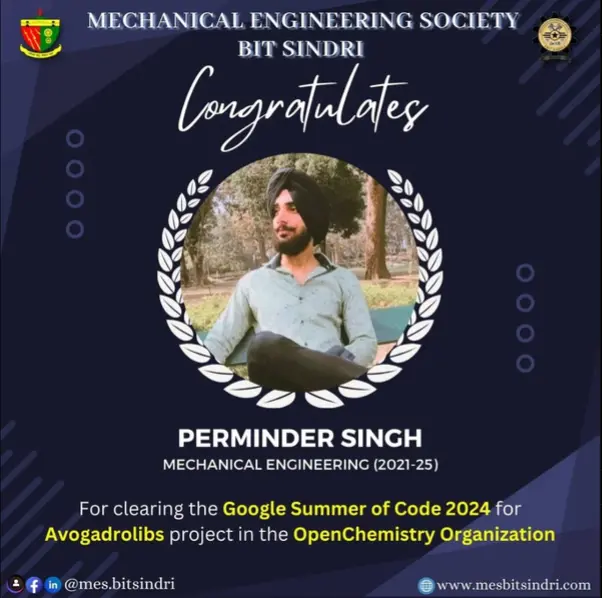 MECHANICAL ENGINEERING SOCIETY
BIT SINDRI
Congratulates
PERMINDER SINGH
MECHANICAL ENGINEERING (2021-25)
For clearing the Google Summer of Code 2024 for
Avogadrolibs project in the OpenChemistry Organization
@mes.bitsindri
www.mesbitsindri.com